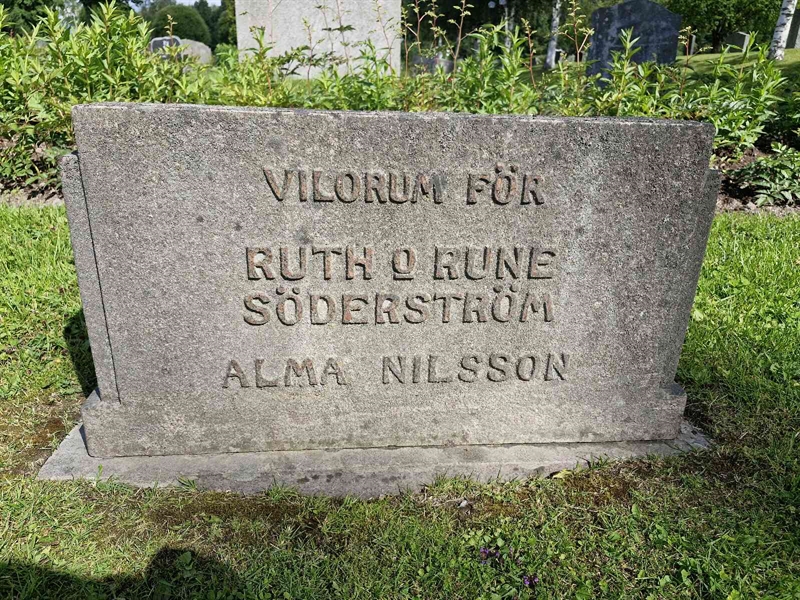 VILORUM FÖR
RUTH O RUNE
SÖDERSTRÖM
ALMA NILSSON